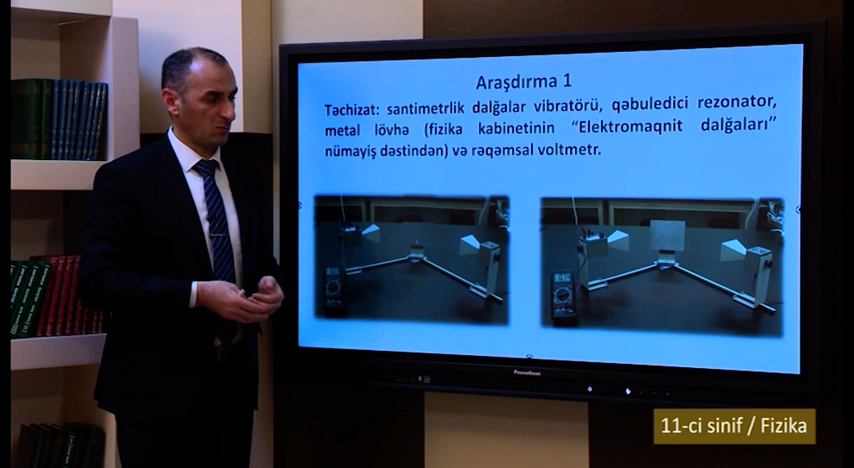 Araşdırma 1
Təchizat: santimetrlik dalğalar vibratörü, qəbuledici rezonator,
metal lövhə (fizika kabinetinin “Elektromaqnit dalğaları”
nümayiş dəstindən) və rəqəmsal voltmetr.
Promethean
11-ci sinif / Fizika